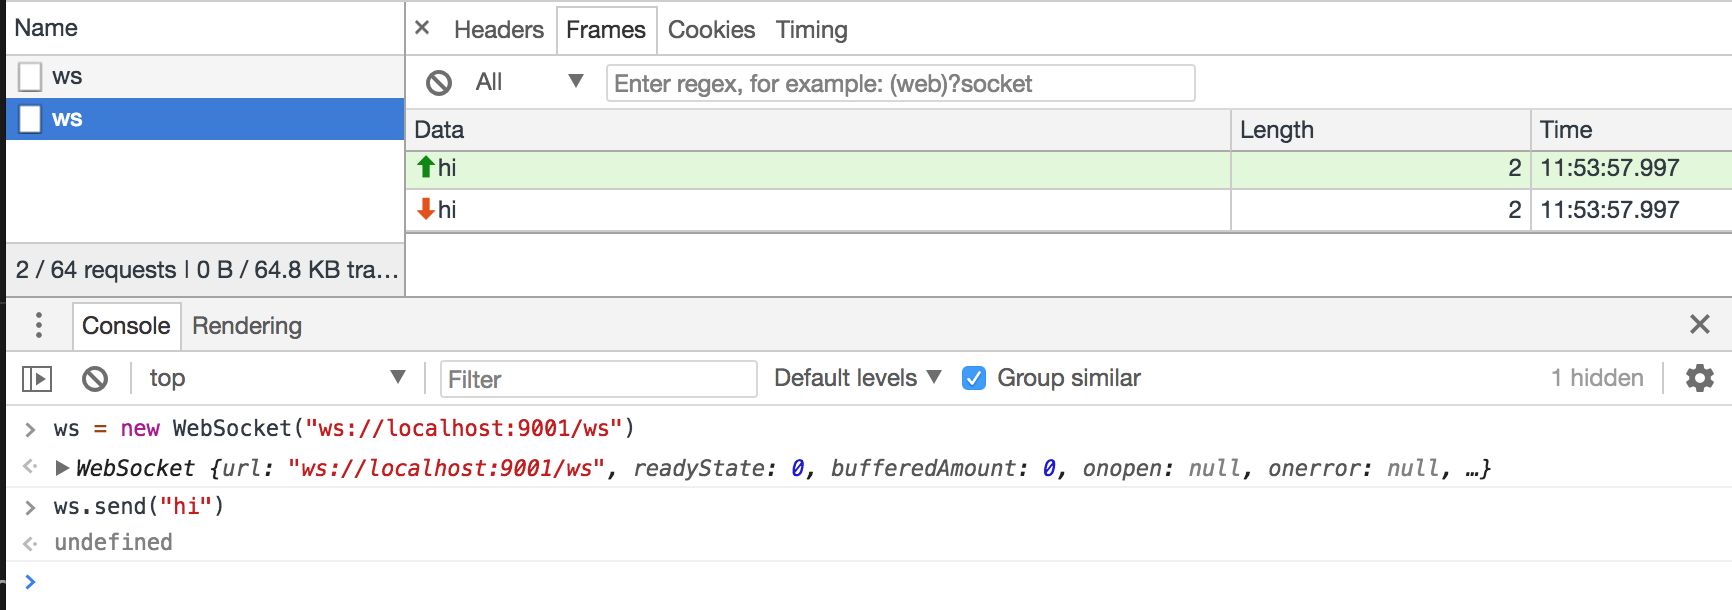 Name
ws
ws
2 / 64 requests | 0 B / 64.8 KB tra…
× Headers Frames Cookies Timing
All ▼ Enter regex, for example: (web)?socket
Data Length Time
hi 2 11:53:57.997
hi 2 11:53:57.997
Console Rendering
top ▼ Filter Default levels ▼ Group similar 1 hidden
> ws = new WebSocket("ws://localhost:9001/ws")
<· ▶ WebSocket {url: "ws://localhost:9001/ws", readyState: 0, bufferedAmount: 0, onopen: null, onerror: null, …}
> ws.send("hi")
<· undefined
>